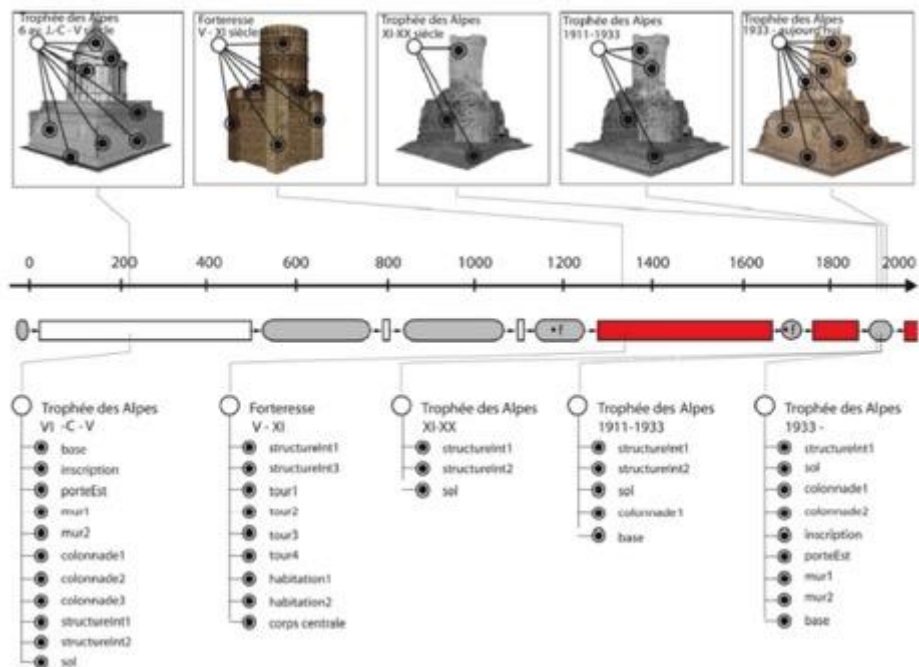 Trophée des Alpes
6 av. J.-C - V siècle
Forteresse
V - XI siècle
Trophée des Alpes
XI-XX siècle
Trophée des Alpes
1911-1933
Trophée des Alpes
1933 - aujourd'hui
0 200 400 600 800 1000 1200 1400 1600 1800 2000
f
f
Trophée des Alpes
VI -C - V
base
inscription
porteEst
mur1
mur2
colonnade1
colonnade2
colonnade3
structureInt1
structureInt2
sol
Forteresse
V - XI
structureInt1
structureInt3
tour1
tour2
tour3
tour4
habitation1
habitation2
corps centrale
Trophée des Alpes
XI-XX
structureInt1
structureInt2
sol
Trophée des Alpes
1911-1933
structureInt1
structureInt2
sol
colonnade1
base
Trophée des Alpes
1933 -
structureInt1
sol
colonnade1
colonnade2
inscription
porteEst
mur1
mur2
base